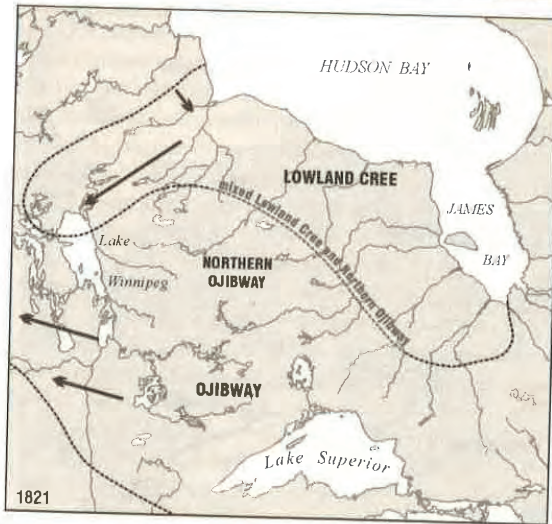 HUDSON BAY
LOWLAND CREE
mixed Lowland Cree and Northern Ojibway
JAMES
BAY
Lake
Winnipeg
NORTHERN
OJIBWAY
OJIBWAY
Lake Superior
1821